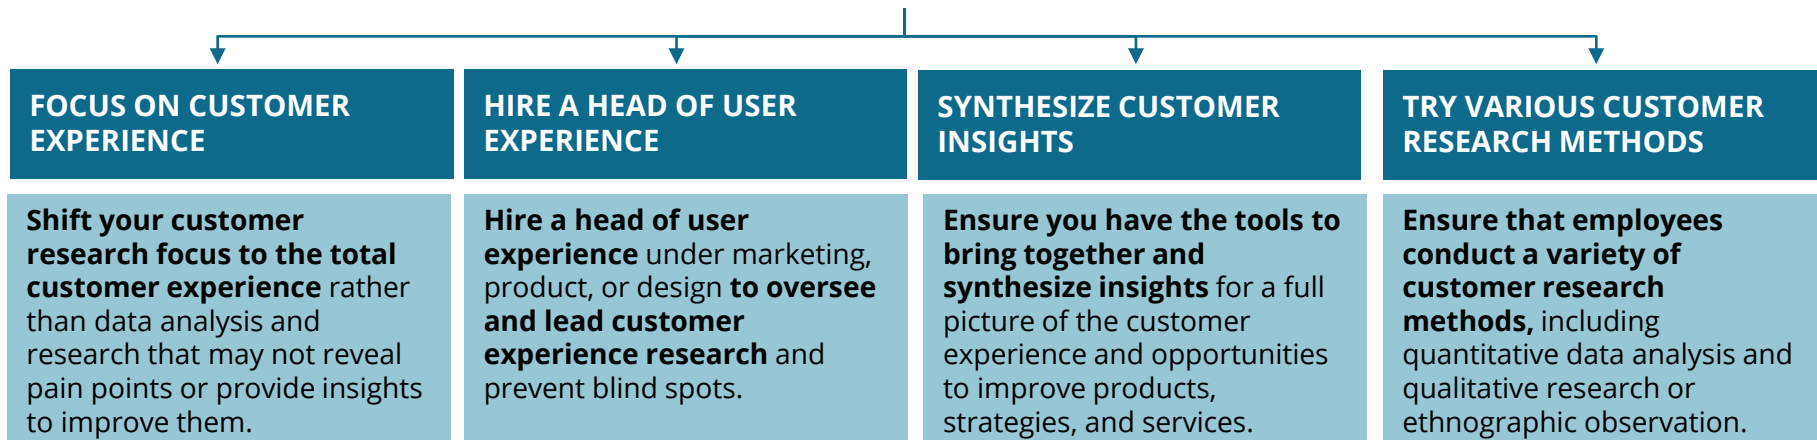 FOCUS ON CUSTOMER
EXPERIENCE
Shift your customer
research focus to the total
customer experience rather
than data analysis and
research that may not reveal
pain points or provide insights
to improve them.
HIRE A HEAD OF USER
EXPERIENCE
Hire a head of user
experience under marketing,
product, or design to oversee
and lead customer
experience research and
prevent blind spots.
SYNTHESIZE CUSTOMER
INSIGHTS
Ensure you have the tools to
bring together and
synthesize insights for a full
picture of the customer
experience and opportunities
to improve products,
strategies, and services.
TRY VARIOUS CUSTOMER
RESEARCH METHODS
Ensure that employees
conduct a variety of
customer research
methods, including
quantitative data analysis and
qualitative research or
ethnographic observation.